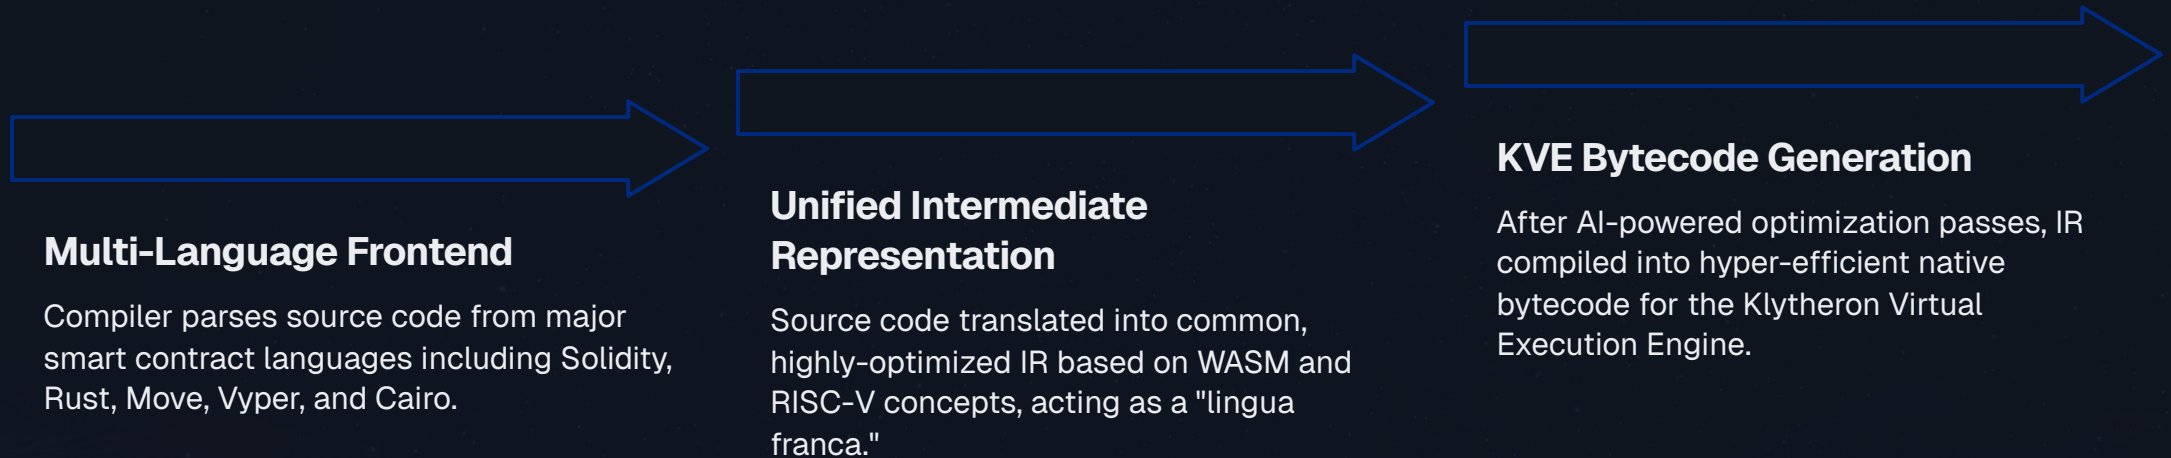 Multi-Language Frontend
Compiler parses source code from major
smart contract languages including Solidity,
Rust, Move, Vyper, and Cairo.
Unified Intermediate
Representation
Source code translated into common,
highly-optimized IR based on WASM and
RISC-V concepts, acting as a "lingua
franca."
KVE Bytecode Generation
After AI-powered optimization passes, IR
compiled into hyper-efficient native
bytecode for the Klytheron Virtual
Execution Engine.